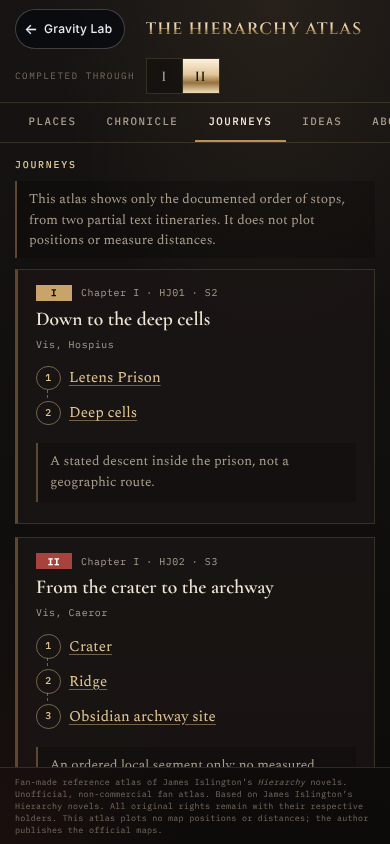 ← Gravity Lab
THE HIERARCHY ATLAS
COMPLETED THROUGH
I
II
PLACES
CHRONICLE
JOURNEYS
IDEAS
ABO
JOURNEYS
This atlas shows only the documented order of stops,
from two partial text itineraries. It does not plot
positions or measure distances.
I
Chapter I · HJ01 · S2
Down to the deep cells
Vis, Hospius
1 Letens Prison
2 Deep cells
A stated descent inside the prison, not a
geographic route.
II
Chapter I · HJ02 · S3
From the crater to the archway
Vis, Caeror
1 Crater
2 Ridge
3 Obsidian archway site
An ordered local segment only; no measured
Fan-made reference atlas of James Islington's Hierarchy novels.
Unofficial, non-commercial fan atlas. Based on James Islington's
Hierarchy novels. All original rights remain with their respective
holders. This atlas plots no map positions or distances; the author
publishes the official maps.